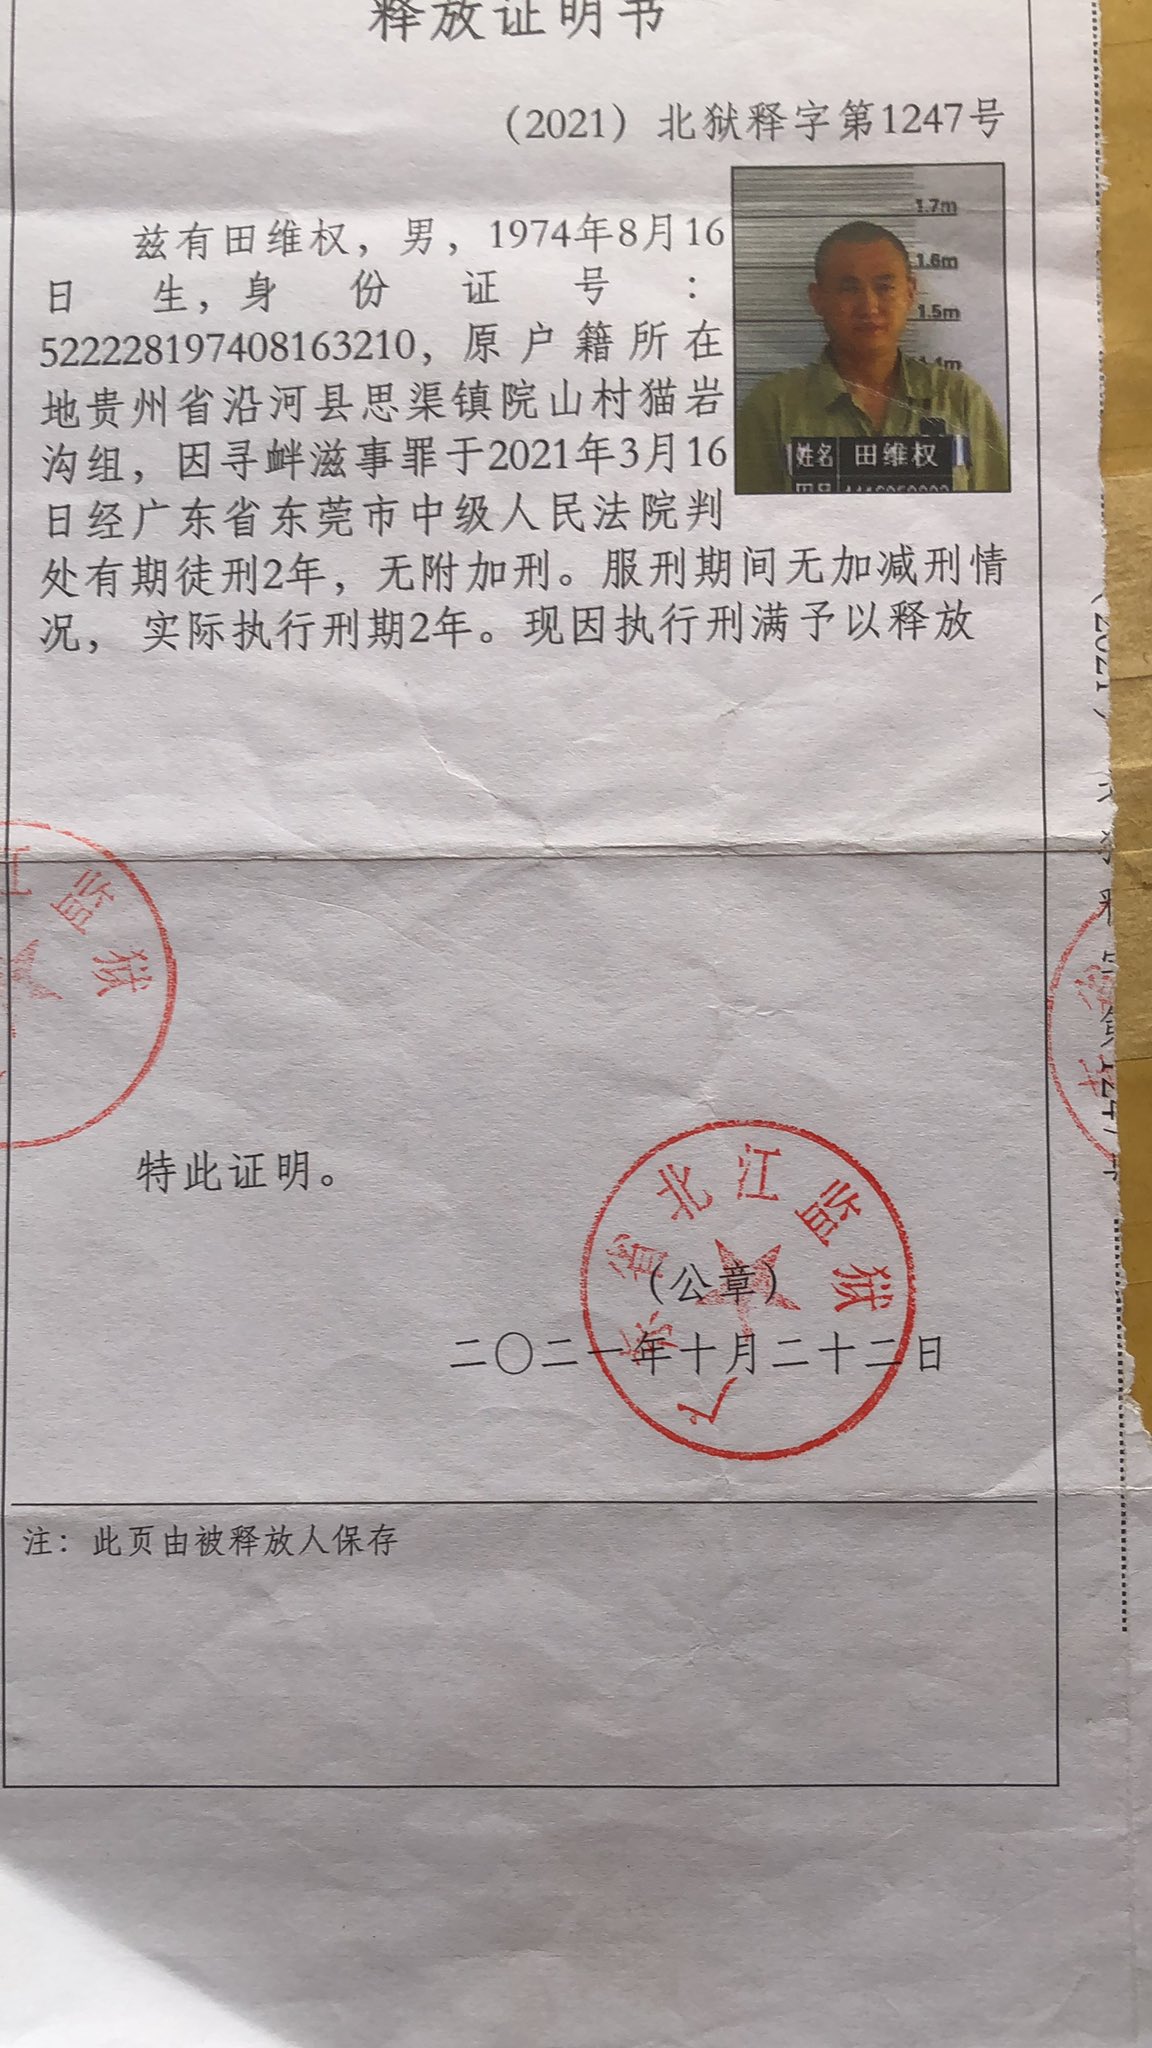 释放证明书
（2021）北狱释字第1247号
兹有田维权，男，1974年8月16
日生，身份证号：
522228197408163210，原户籍所在
地贵州省沿河县思渠镇院山村猫岩
沟组，因寻衅滋事罪于2021年3月16
日经广东省东莞市中级人民法院判
处有期徒刑2年，无附加刑。服刑期间无加减刑情
况，实际执行刑期2年。现因执行刑满予以释放
1.7m
1.6m
1.5m
1.4m
姓名 田维权
江监狱
特此证明。
东省北江监狱
（公章）
二〇二一年十月二十二日
注：此页由被释放人保存